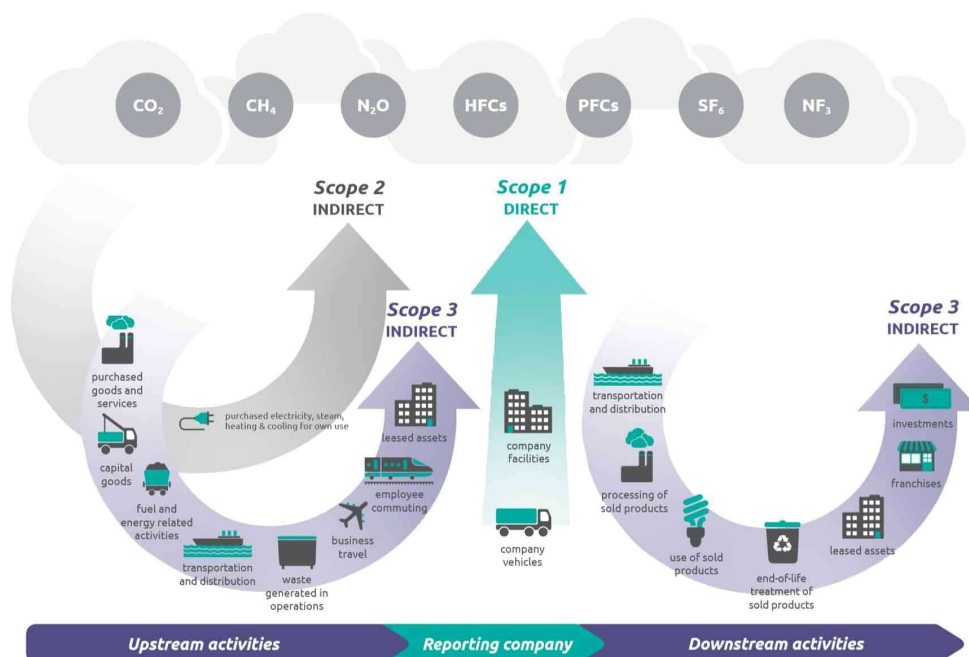 CO₂
CH₄
N₂O
HFCs
PFCs
SF₆
NF₃
Scope 2
INDIRECT
Scope 1
DIRECT
Scope 3
INDIRECT
Scope 3
INDIRECT
purchased
goods and
services
capital
goods
fuel and
energy related
activities
purchased electricity, steam,
heating & cooling for own use
transportation
and distribution
waste
generated in
operations
business
travel
employee
commuting
leased assets
company
facilities
company
vehicles
transportation
and distribution
processing of
sold products
use of sold
products
end-of-life
treatment of
sold products
leased assets
franchises
$
investments
Upstream activities
Reporting company
Downstream activities